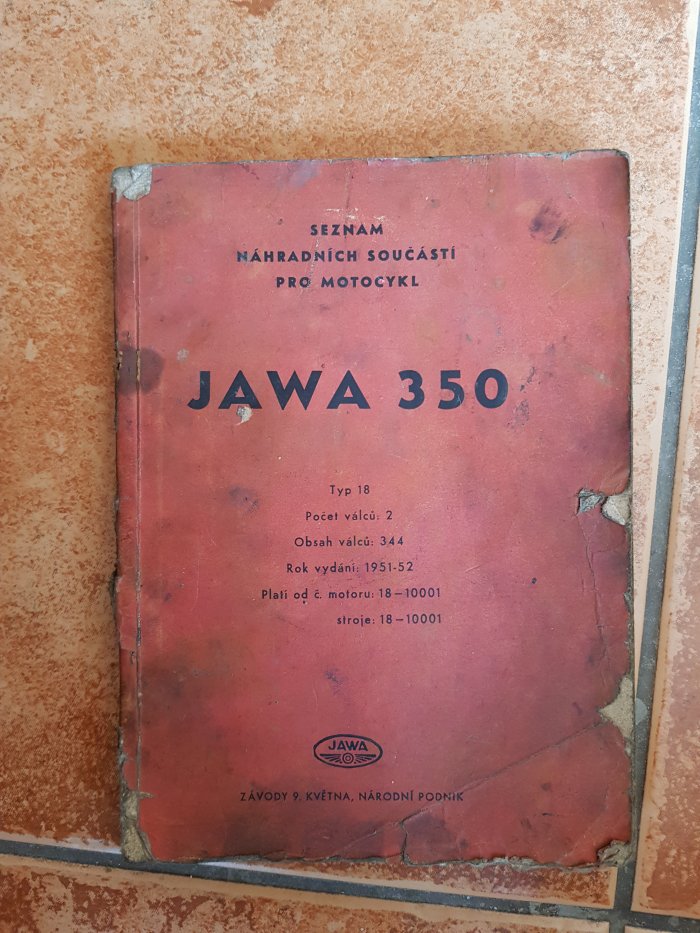 SEZNAM
NÁHRADNÍCH SOUČÁSTÍ
PRO MOTOCYKL
JAWA 350
Typ 18
Počet válců: 2
Obsah válců: 344
Rok vydání: 1951-52
Platí od č. motoru: 18—10001
stroje: 18—10001
JAWA
ZÁVODY 9. KVĚTNA, NÁRODNÍ PODNIK